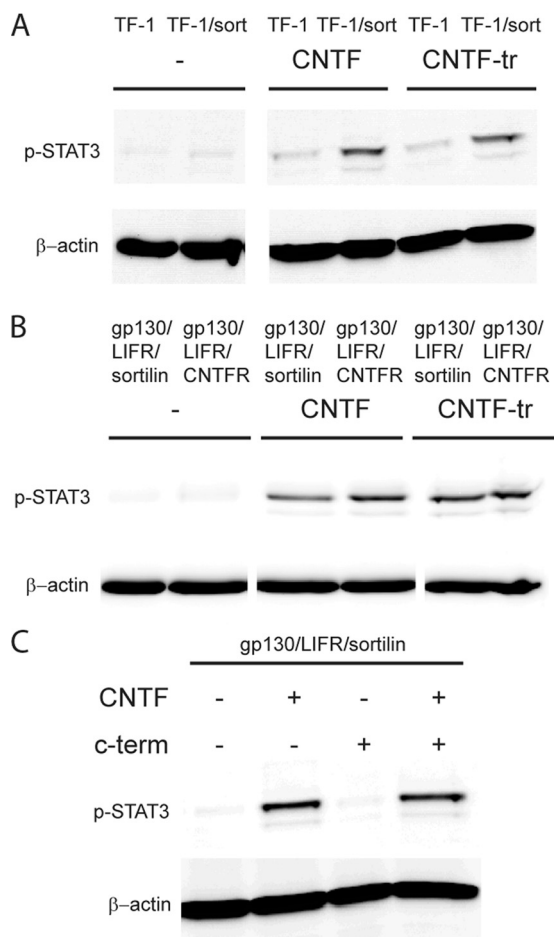 A
TF-1 TF-1/sort TF-1 TF-1/sort TF-1 TF-1/sort
- CNTF CNTF-tr
p-STAT3
β–actin
B
gp130/ gp130/ gp130/ gp130/ gp130/ gp130/
LIFR/ LIFR/ LIFR/ LIFR/ LIFR/ LIFR/
sortilin CNTFR sortilin CNTFR sortilin CNTFR
- CNTF CNTF-tr
p-STAT3
β–actin
C
gp130/LIFR/sortilin
CNTF - + - +
c-term - - + +
p-STAT3
β–actin